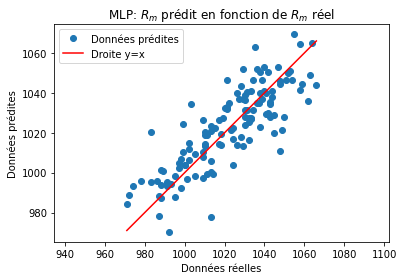 MLP: $R_m$ prédit en fonction de $R_m$ réel
Données prédites
Droite y=x
Données prédites
1060
1040
1020
1000
980
940 960 980 1000 1020 1040 1060 1080 1100
Données réelles